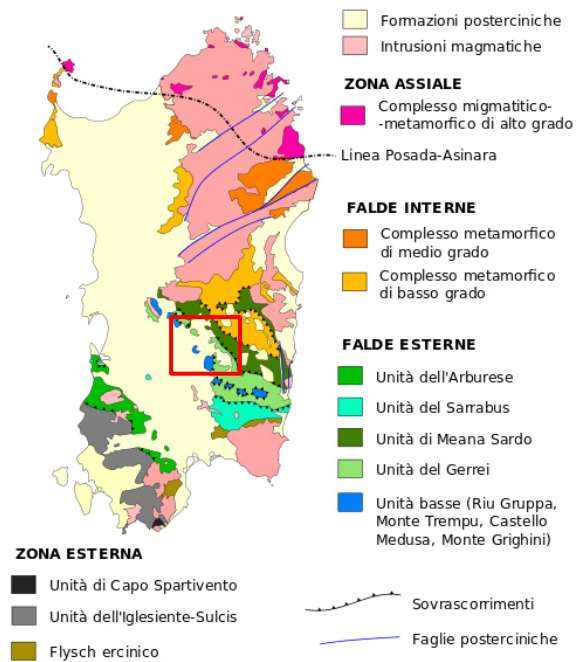 Formazioni posterciniche
Intrusioni magmatiche
ZONA ASSIALE
Complesso migmatitico-
-metamorfico di alto grado
Linea Posada-Asinara
FALDE INTERNE
Complesso metamorfico
di medio grado
Complesso metamorfico
di basso grado
FALDE ESTERNE
Unità dell'Arburese
Unità del Sarrabus
Unità di Meana Sardo
Unità del Gerrei
Unità basse (Riu Gruppa,
Monte Trempu, Castello
Medusa, Monte Grighini)
ZONA ESTERNA
Unità di Capo Spartivento
Unità dell'Iglesiente-Sulcis
Flysch ercinico
Sovrascorrimenti
Faglie posterciniche